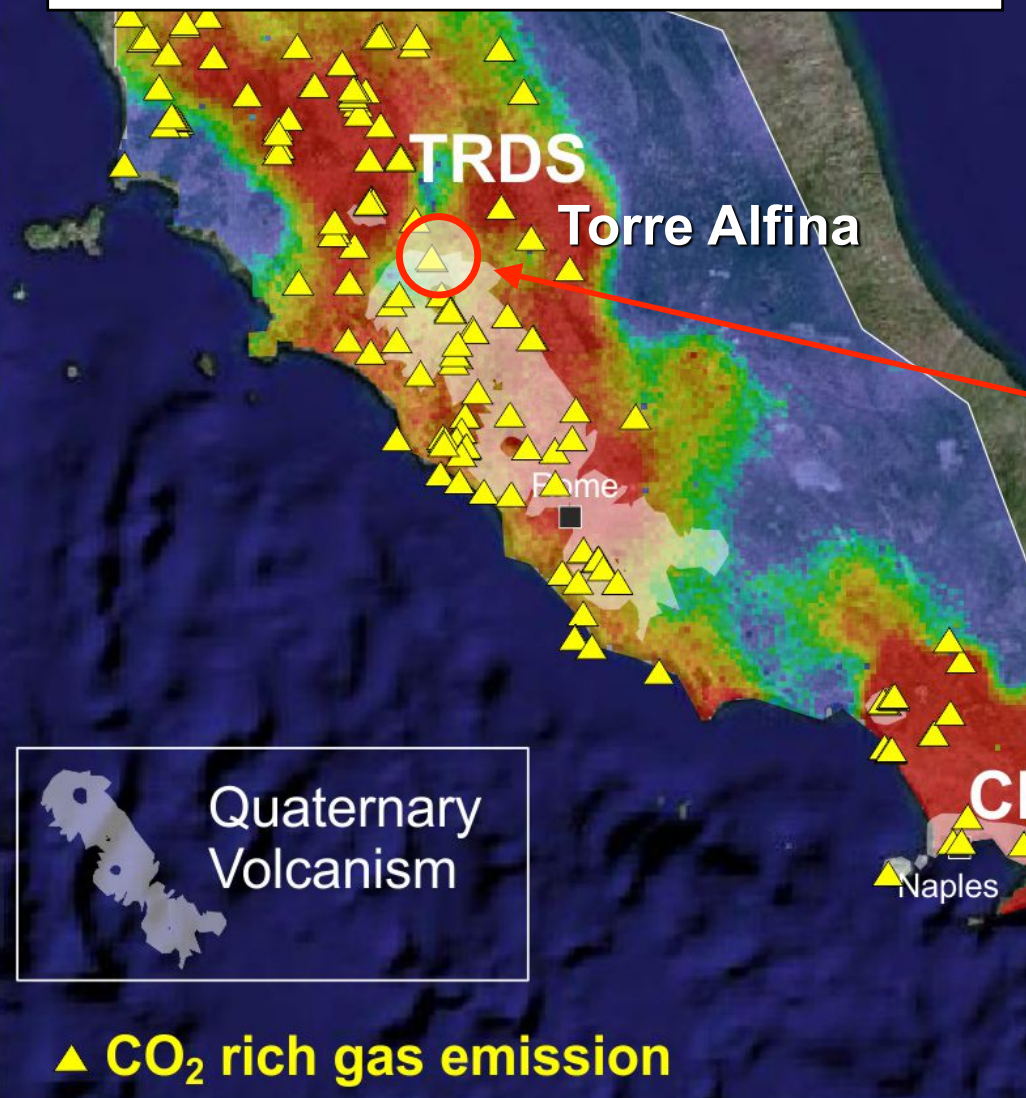 TRDS
Torre Alfina
Rome
Quaternary
Volcanism
Naples
CO₂ rich gas emission